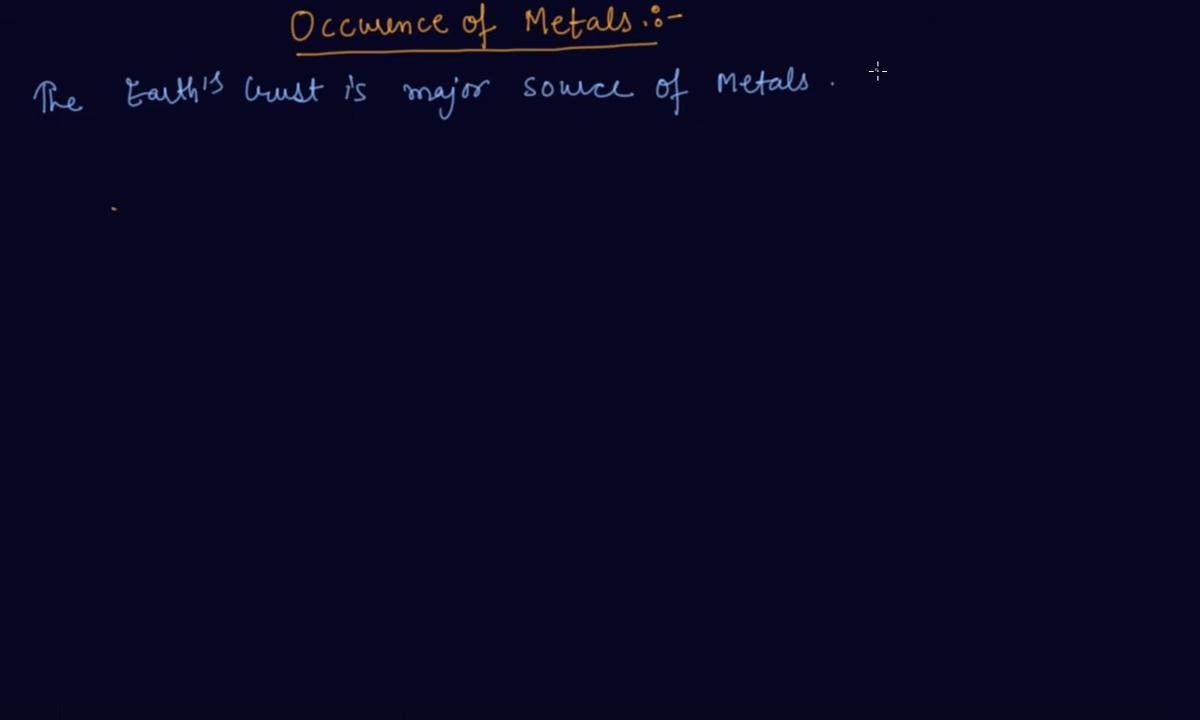 Occurence of Metals :-
The Earth's Crust is major source of Metals .